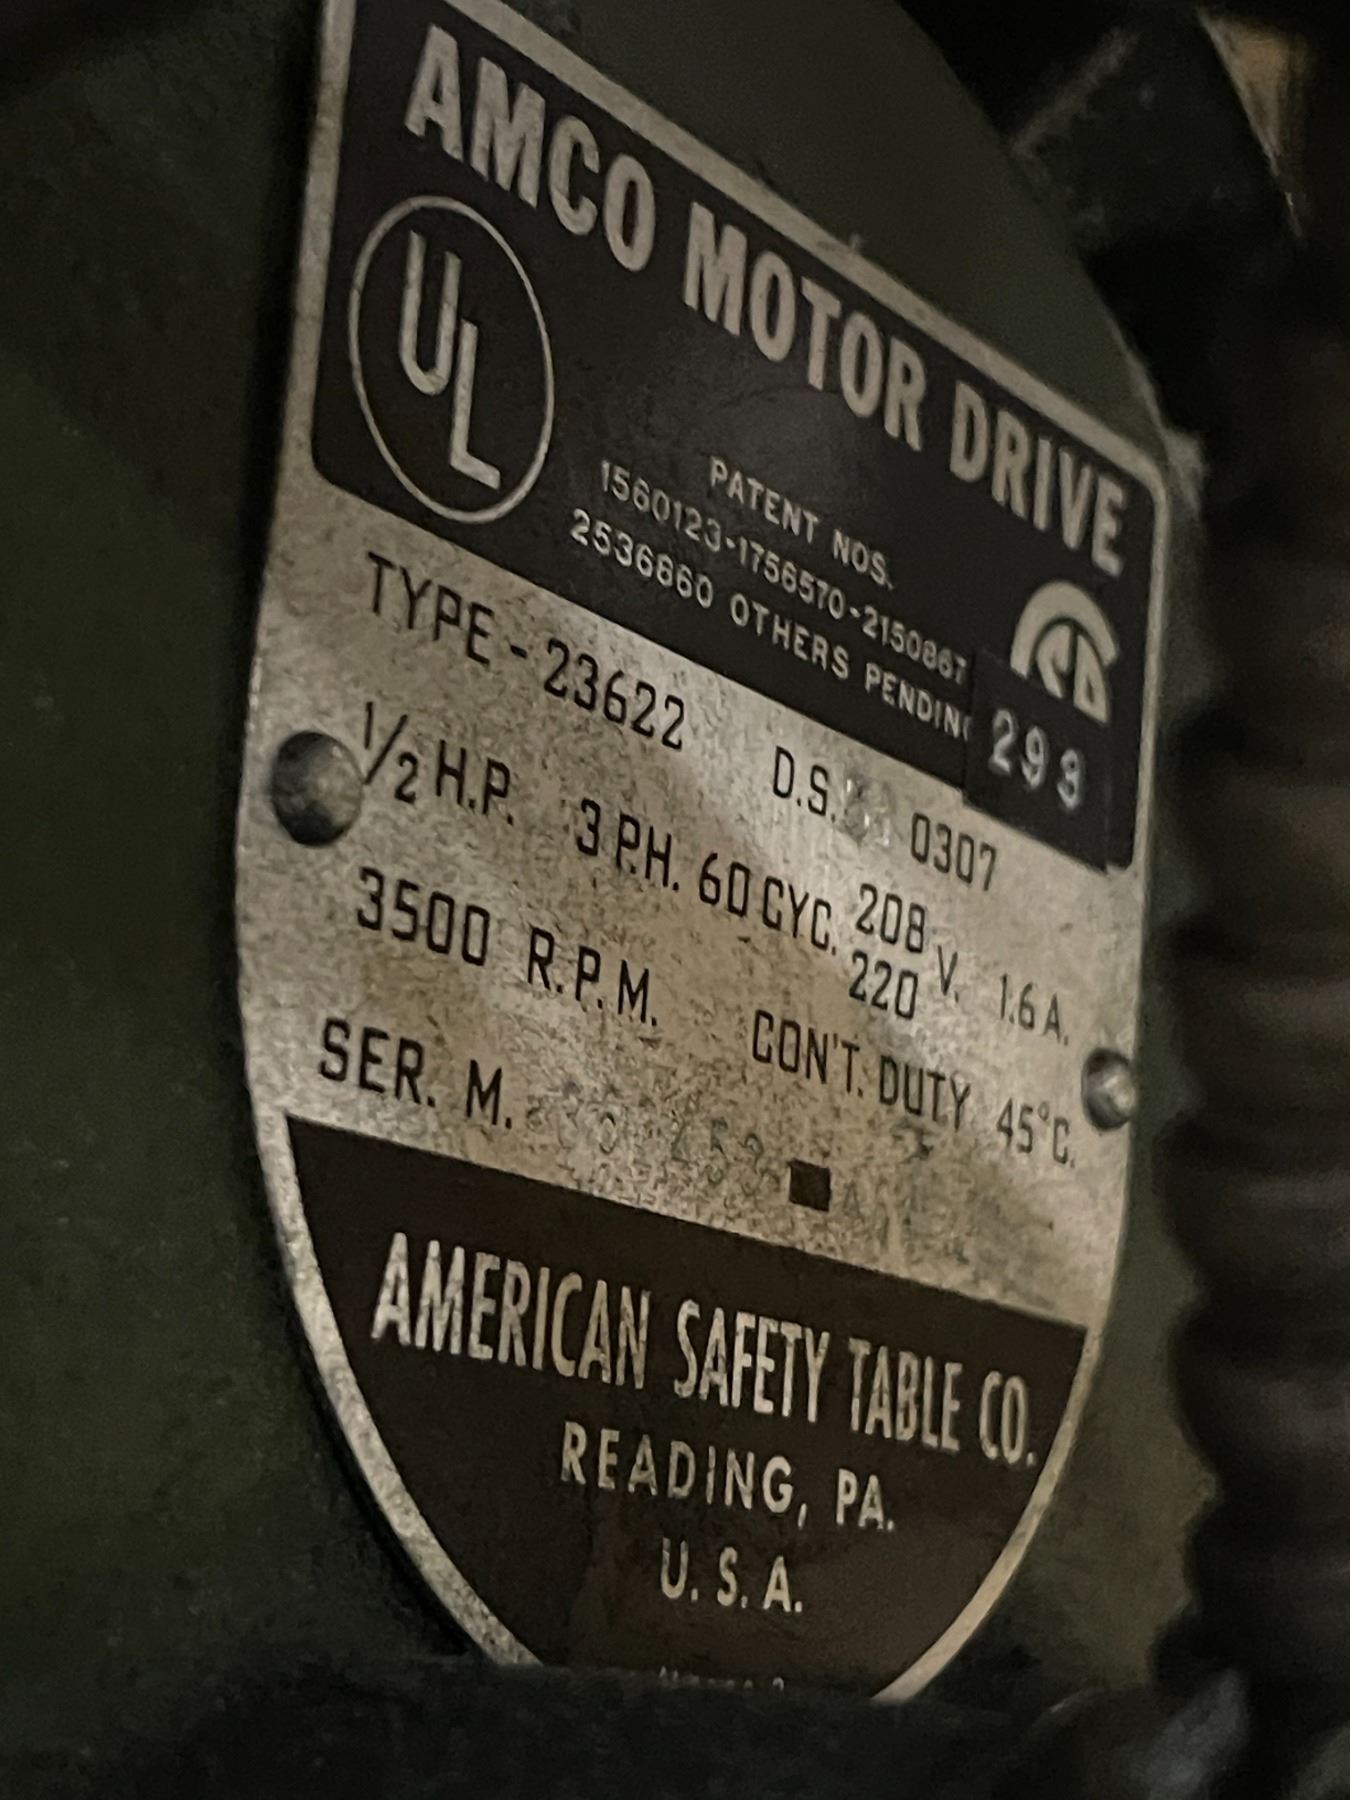 AMCO MOTOR DRIVE
UL
PATENT NOS.
1560123-1756570-2150867
2536860 OTHERS PENDING
293
TYPE-23622 D.S. 0307
1/2 H.P. 3 P.H. 60 CYC. 208 220 V. 1.6 A.
3500 R.P.M. CON'T. DUTY 45°C.
SER. M.
AMERICAN SAFETY TABLE CO.
READING, PA.
U. S. A.